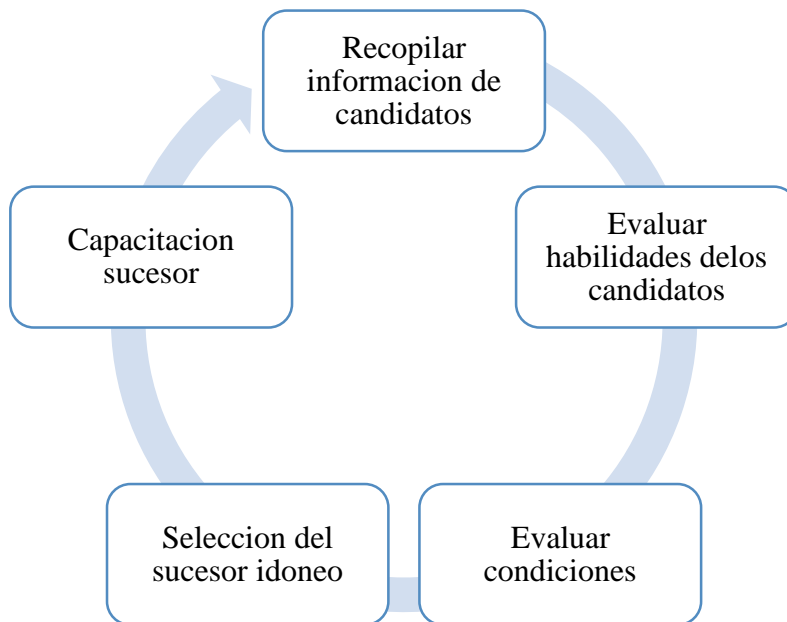 Recopilar
informacion de
candidatos
Evaluar
habilidades delos
candidatos
Evaluar
condiciones
Seleccion del
sucesor idoneo
Capacitacion
sucesor